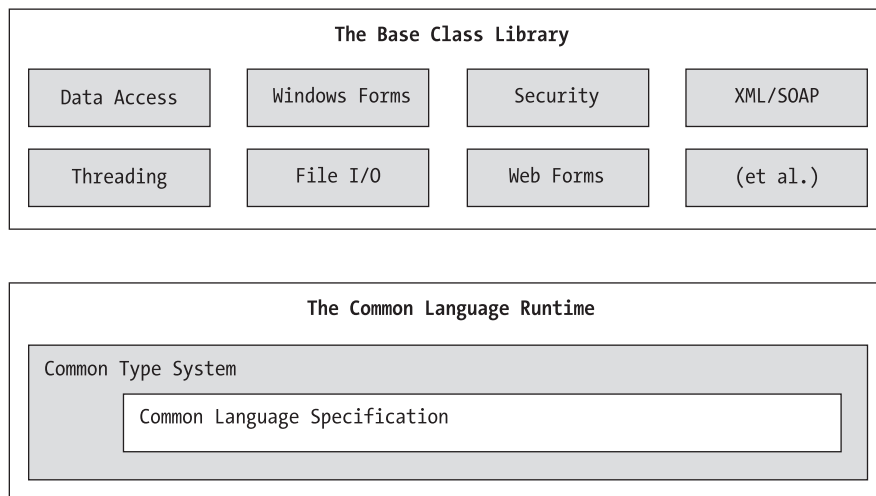 The Base Class Library
Data Access
Windows Forms
Security
XML/SOAP
Threading
File I/O
Web Forms
(et al.)
The Common Language Runtime
Common Type System
Common Language Specification